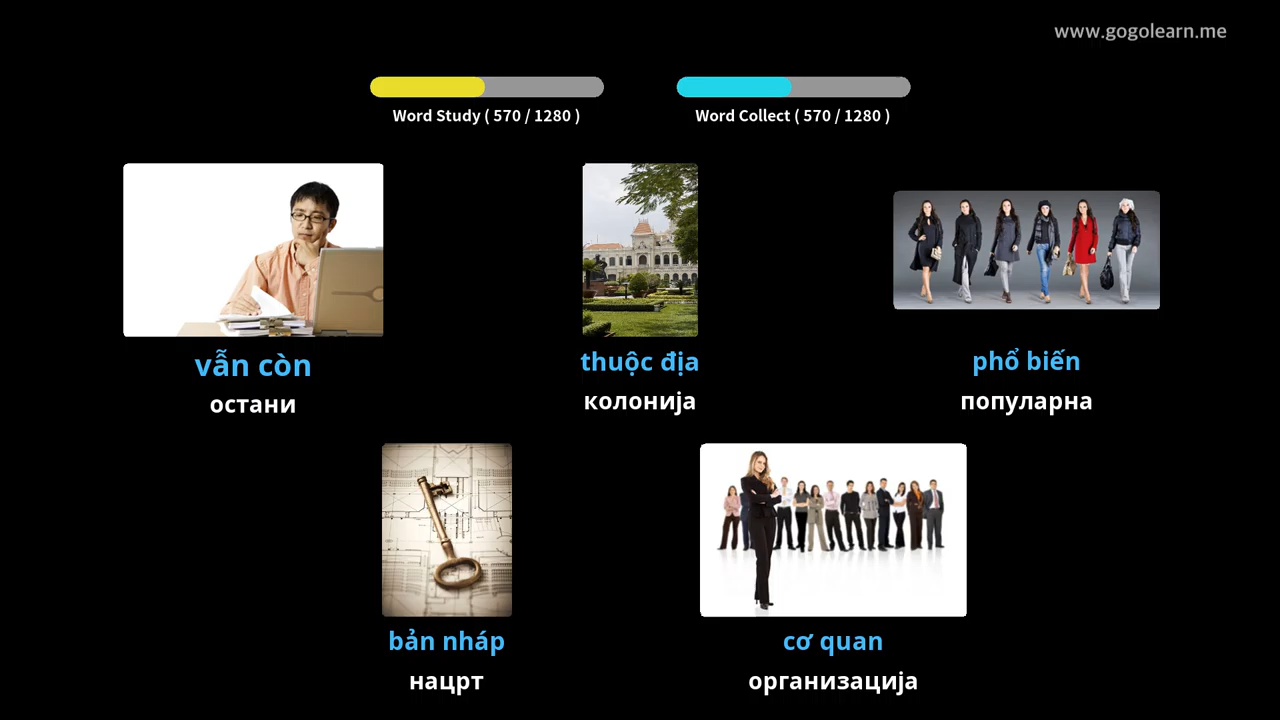 www.gogolearn.me
Word Study ( 570 / 1280 )
Word Collect ( 570 / 1280 )
vẫn còn
остани
thuộc địa
колонија
phổ biến
популарна
bản nháp
нацрт
cơ quan
организација